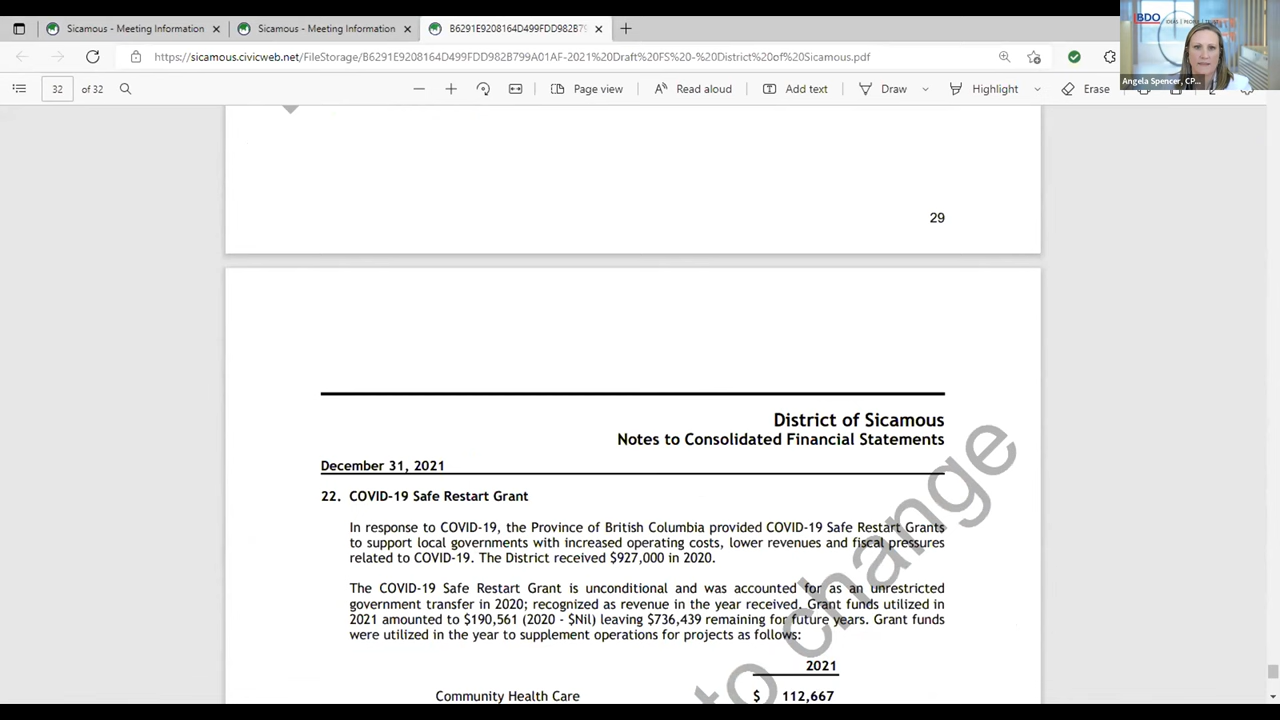 Sicamous - Meeting Information
Sicamous - Meeting Information
B6291E9208164D499FDD982B79
https://sicamous.civicweb.net/FileStorage/B6291E9208164D499FDD982B799A01AF-2021%20Draft%20FS%20-%20District%20of%20Sicamous.pdf
32 of 32
Page view
Read aloud
Add text
Draw
Highlight
Erase
BDO
Angela Spencer, CP...
29
District of Sicamous
Notes to Consolidated Financial Statements
December 31, 2021
22. COVID-19 Safe Restart Grant
In response to COVID-19, the Province of British Columbia provided COVID-19 Safe Restart Grants
to support local governments with increased operating costs, lower revenues and fiscal pressures
related to COVID-19. The District received $927,000 in 2020.
The COVID-19 Safe Restart Grant is unconditional and was accounted for as an unrestricted
government transfer in 2020; recognized as revenue in the year received. Grant funds utilized in
2021 amounted to $190,561 (2020 - $Nil) leaving $736,439 remaining for future years. Grant funds
were utilized in the year to supplement operations for projects as follows:
2021
Community Health Care $ 112,667
to change